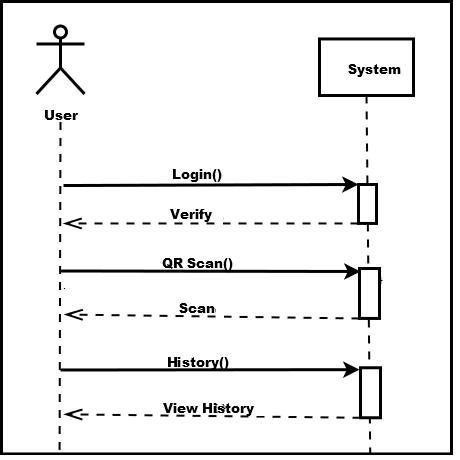 System
User
Login()
Verify
QR Scan()
Scan
History()
View History